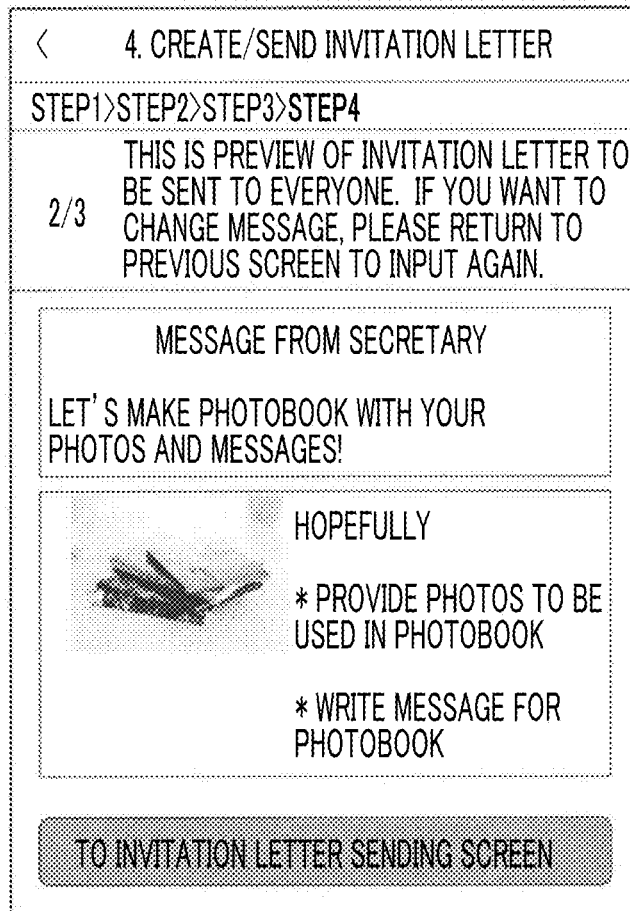 < 4. CREATE/SEND INVITATION LETTER
STEP1>STEP2>STEP3>STEP4
THIS IS PREVIEW OF INVITATION LETTER TO
BE SENT TO EVERYONE. IF YOU WANT TO
2/3
CHANGE MESSAGE, PLEASE RETURN TO
PREVIOUS SCREEN TO INPUT AGAIN.
MESSAGE FROM SECRETARY
LET'S MAKE PHOTOBOOK WITH YOUR
PHOTOS AND MESSAGES!
HOPEFULLY
* PROVIDE PHOTOS TO BE
USED IN PHOTOBOOK
* WRITE MESSAGE FOR
PHOTOBOOK
TO INVITATION LETTER SENDING SCREEN